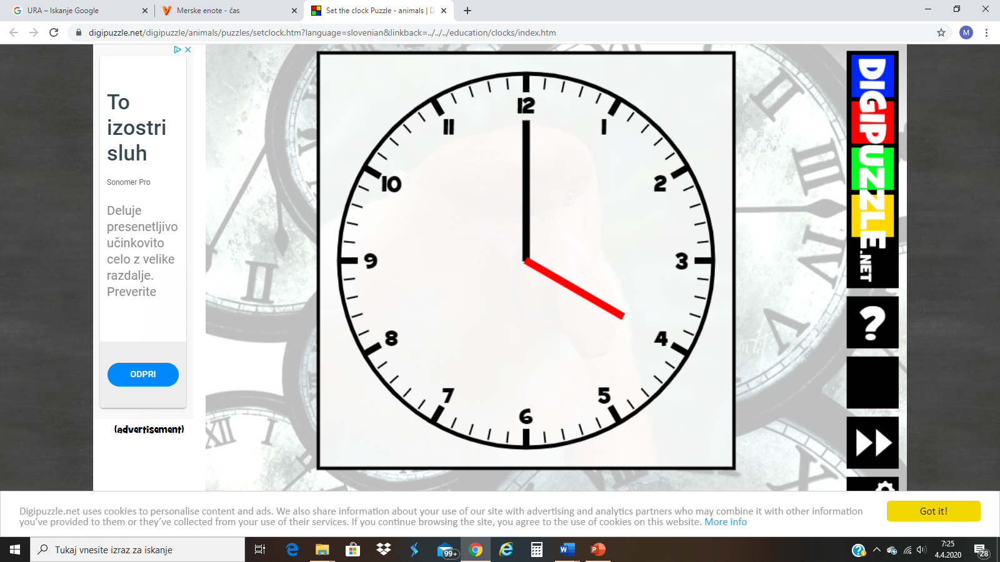 URA – Iskanje Google
Merske enote - čas
Set the clock Puzzle - animals | D
digipuzzle.net/digipuzzle/animals/puzzles/setclock.htm?language=slovenian&linkback=../../../education/clocks/index.htm
M
To
izostri
sluh
Sonomer Pro
Deluje
presenetljivo
učinkovito
celo z velike
razdalje.
Preverite
ODPRI
(advertisement)
12
1
2
3
4
5
6
7
8
9
10
11
DIGIPUZZLE.NET
?
II
III
IV
V
VI
X
XII
I
II
Digipuzzle.net uses cookies to personalise content and ads. We also share information about your use of our site with advertising and analytics partners who may combine it with other information
you've provided to them or they've collected from your use of their services. If you continue browsing the site, you agree to the use of cookies on this website. More info
Got it!
Tukaj vnesite izraz za iskanje
99+
7:25
4.4.2020
28